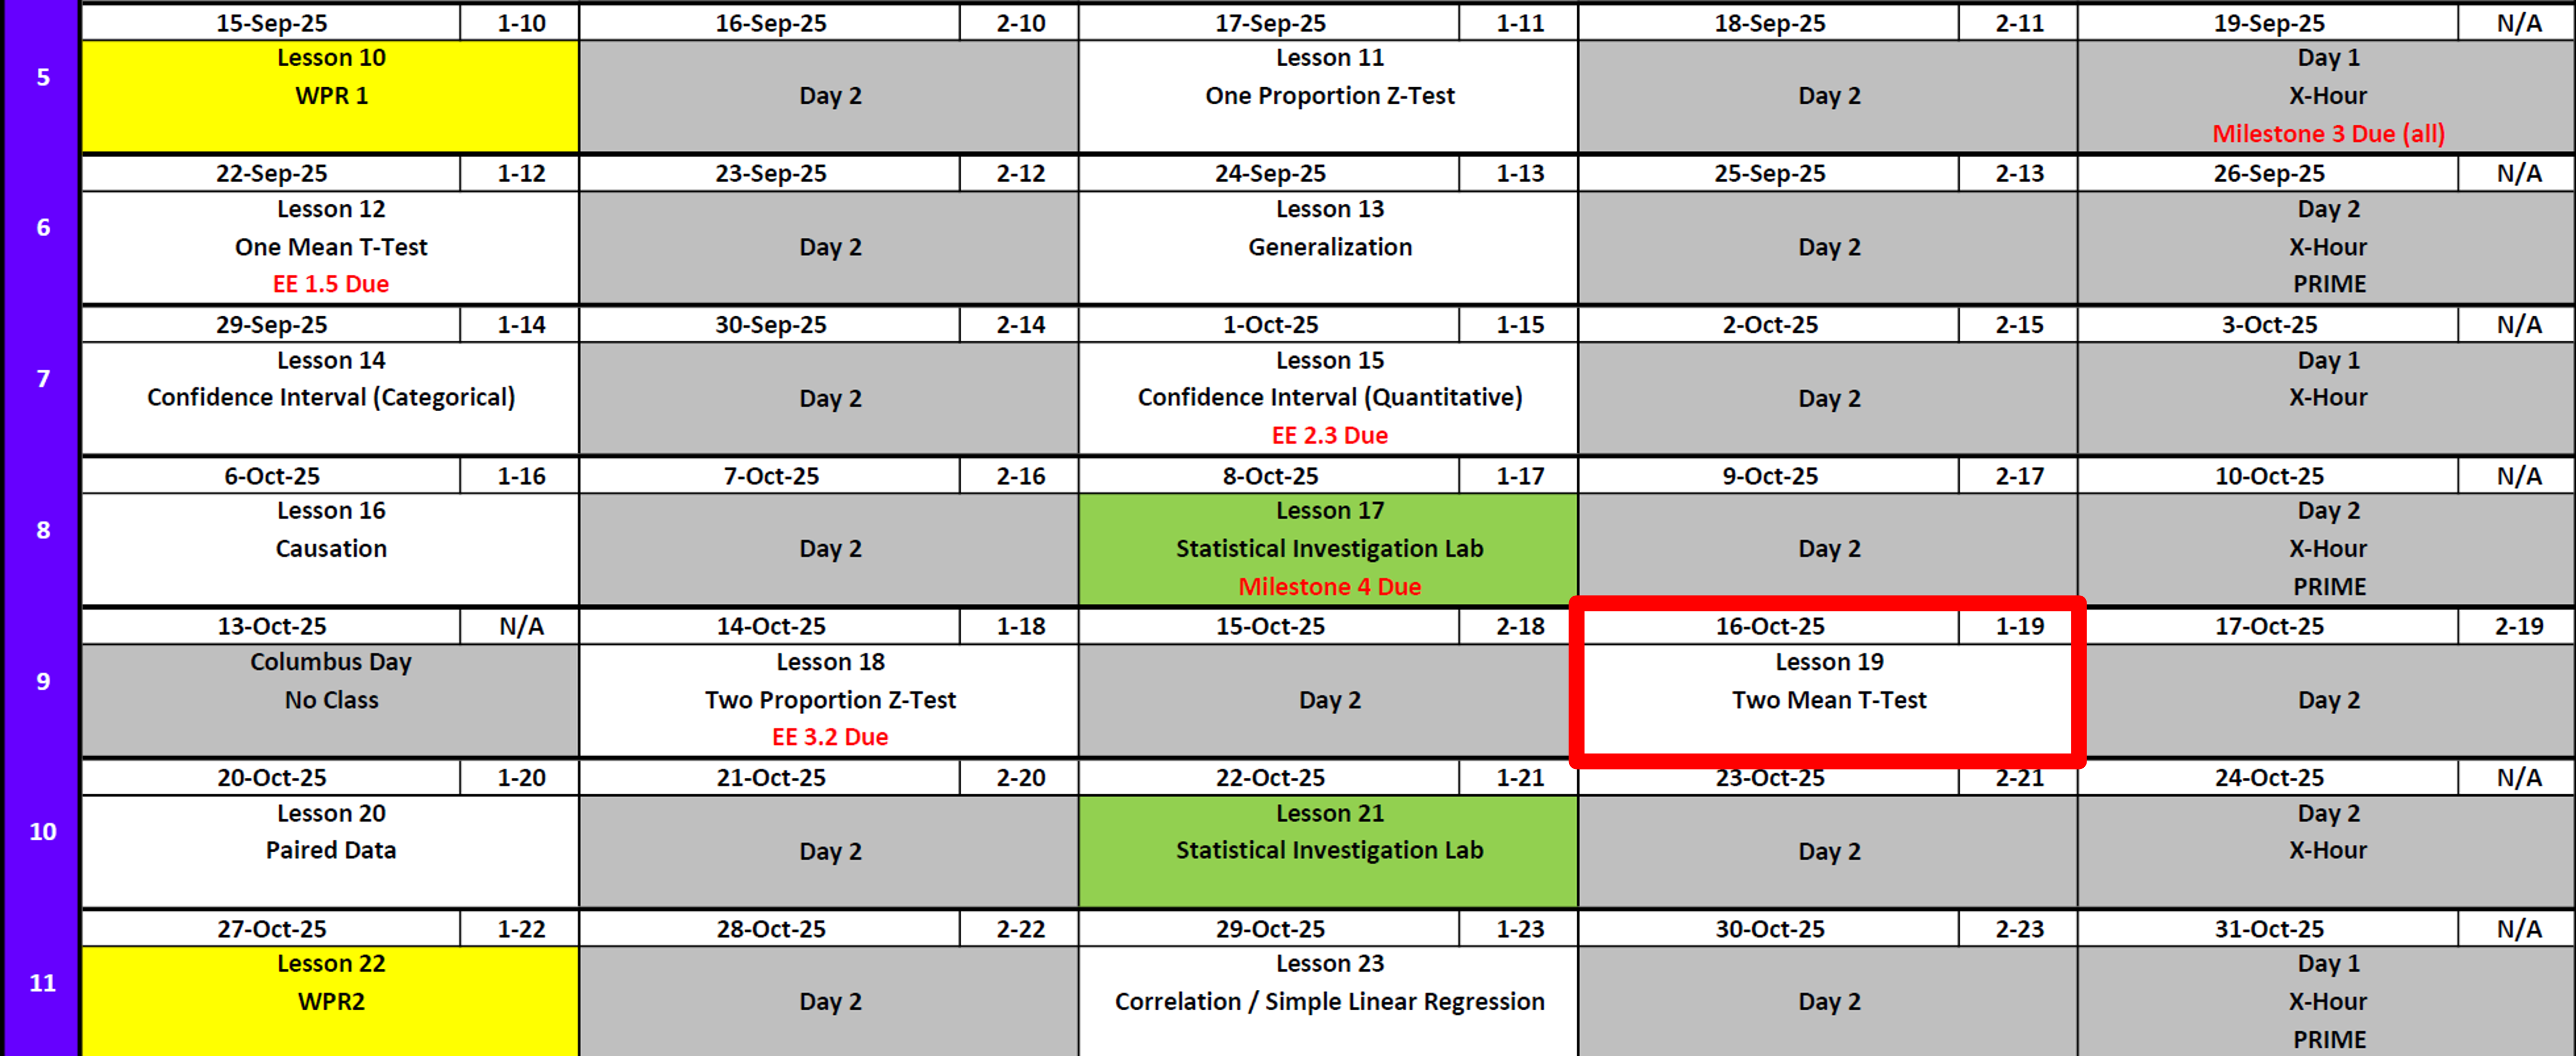 15-Sep-25 1-10 16-Sep-25 2-10 17-Sep-25 1-11 18-Sep-25 2-11 19-Sep-25 N/A
5
Lesson 10
WPR 1
Day 2
Lesson 11
One Proportion Z-Test
Day 2
Day 1
X-Hour
Milestone 3 Due (all)
22-Sep-25 1-12 23-Sep-25 2-12 24-Sep-25 1-13 25-Sep-25 2-13 26-Sep-25 N/A
6
Lesson 12
One Mean T-Test
EE 1.5 Due
Day 2
Lesson 13
Generalization
Day 2
Day 2
X-Hour
PRIME
29-Sep-25 1-14 30-Sep-25 2-14 1-Oct-25 1-15 2-Oct-25 2-15 3-Oct-25 N/A
7
Lesson 14
Confidence Interval (Categorical)
Day 2
Lesson 15
Confidence Interval (Quantitative)
EE 2.3 Due
Day 2
Day 1
X-Hour
6-Oct-25 1-16 7-Oct-25 2-16 8-Oct-25 1-17 9-Oct-25 2-17 10-Oct-25 N/A
8
Lesson 16
Causation
Day 2
Lesson 17
Statistical Investigation Lab
Milestone 4 Due
Day 2
Day 2
X-Hour
PRIME
13-Oct-25 N/A 14-Oct-25 1-18 15-Oct-25 2-18 16-Oct-25 1-19 17-Oct-25 2-19
9
Columbus Day
No Class
Lesson 18
Two Proportion Z-Test
EE 3.2 Due
Day 2
Lesson 19
Two Mean T-Test
Day 2
20-Oct-25 1-20 21-Oct-25 2-20 22-Oct-25 1-21 23-Oct-25 2-21 24-Oct-25 N/A
10
Lesson 20
Paired Data
Day 2
Lesson 21
Statistical Investigation Lab
Day 2
Day 2
X-Hour
27-Oct-25 1-22 28-Oct-25 2-22 29-Oct-25 1-23 30-Oct-25 2-23 31-Oct-25 N/A
11
Lesson 22
WPR2
Day 2
Lesson 23
Correlation / Simple Linear Regression
Day 2
Day 1
X-Hour
PRIME